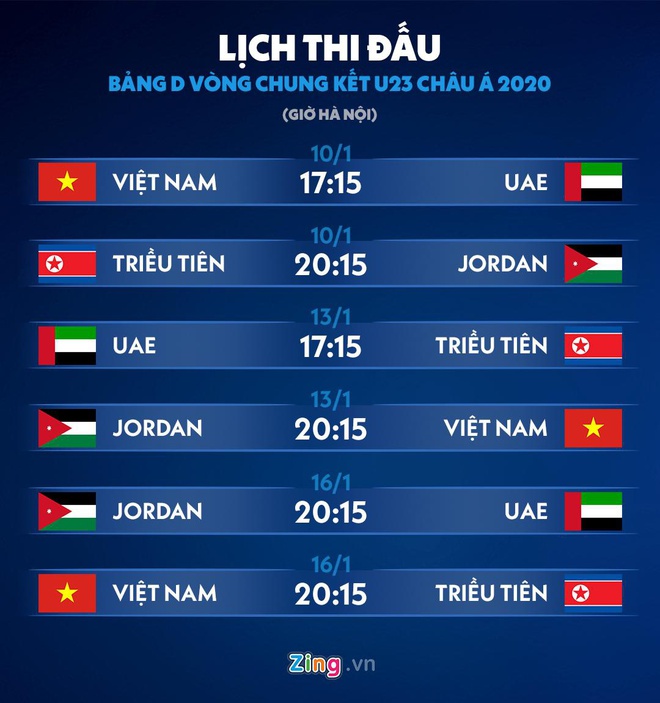 LỊCH THI ĐẤU
BẢNG D VÒNG CHUNG KẾT U23 CHÂU Á 2020
(GIỜ HÀ NỘI)
10/1
VIỆT NAM 17:15 UAE
10/1
TRIỀU TIÊN 20:15 JORDAN
13/1
UAE 17:15 TRIỀU TIÊN
13/1
JORDAN 20:15 VIỆT NAM
16/1
JORDAN 20:15 UAE
16/1
VIỆT NAM 20:15 TRIỀU TIÊN
Zing.vn